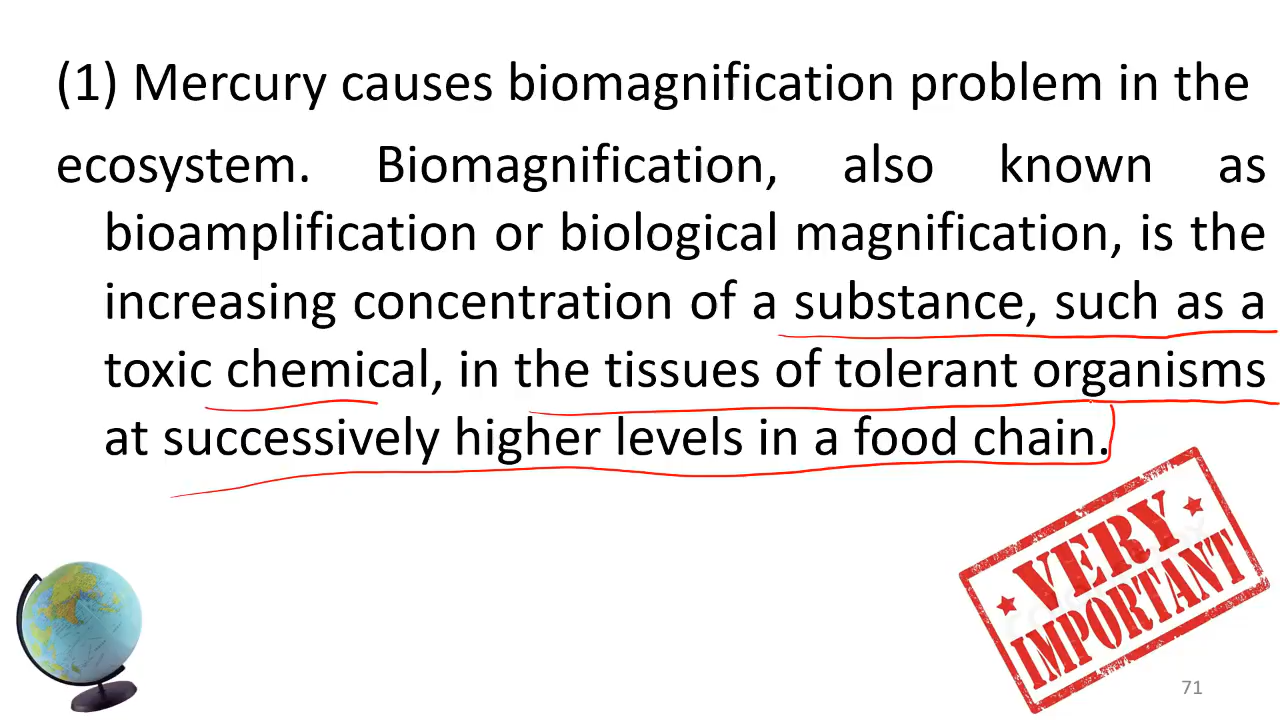 (1) Mercury causes biomagnification problem in the
ecosystem. Biomagnification, also known as
bioamplification or biological magnification, is the
increasing concentration of a substance, such as a
toxic chemical, in the tissues of tolerant organisms
at successively higher levels in a food chain.
VERY
IMPORTANT
71